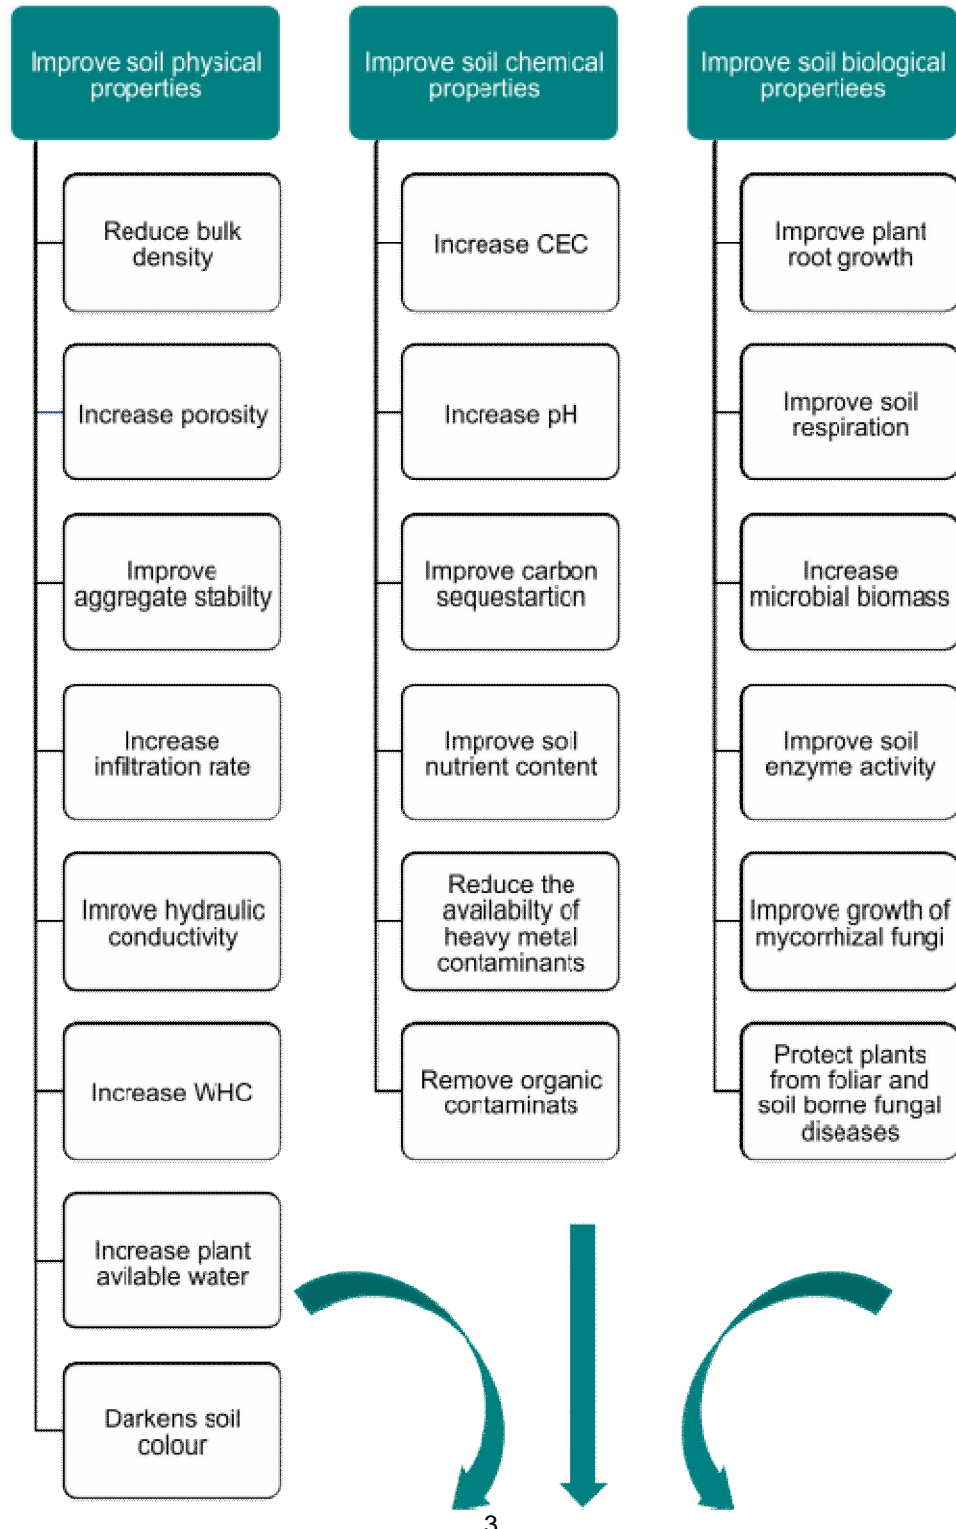 Improve soil physical
properties
Reduce bulk
density
Increase porosity
Improve
aggregate stabilty
Increase
infiltration rate
Imrove hydraulic
conductivity
Increase WHC
Increase plant
avilable water
Darkens soil
colour
Improve soil chemical
properties
Increase CEC
Increase pH
Improve carbon
sequestartion
Improve soil
nutrient content
Reduce the
availabilty of
heavy metal
contaminants
Remove organic
contaminats
Improve soil biological
propertiees
Improve plant
root growth
Improve soil
respiration
Increase
microbial biomass
Improve soil
enzyme activity
Improve growth of
mycorrhizal fungi
Protect plants
from foliar and
soil borne fungal
diseases
3